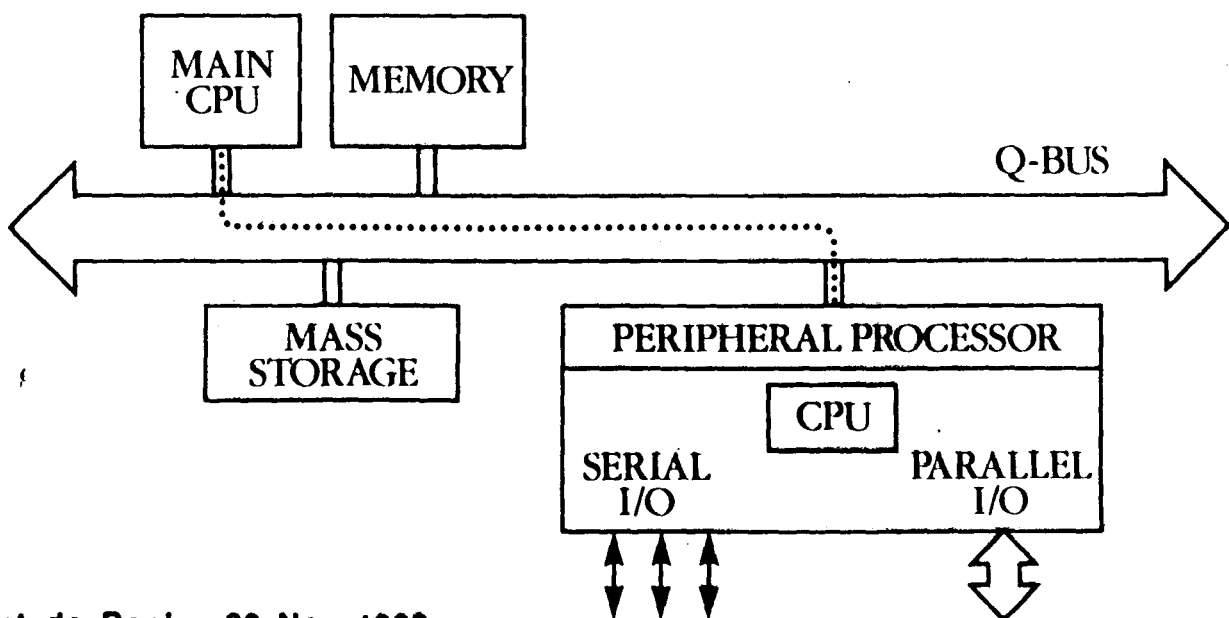 MAIN
CPU
MEMORY
Q-BUS
MASS
STORAGE
PERIPHERAL PROCESSOR
CPU
SERIAL
I/O
PARALLEL
I/O